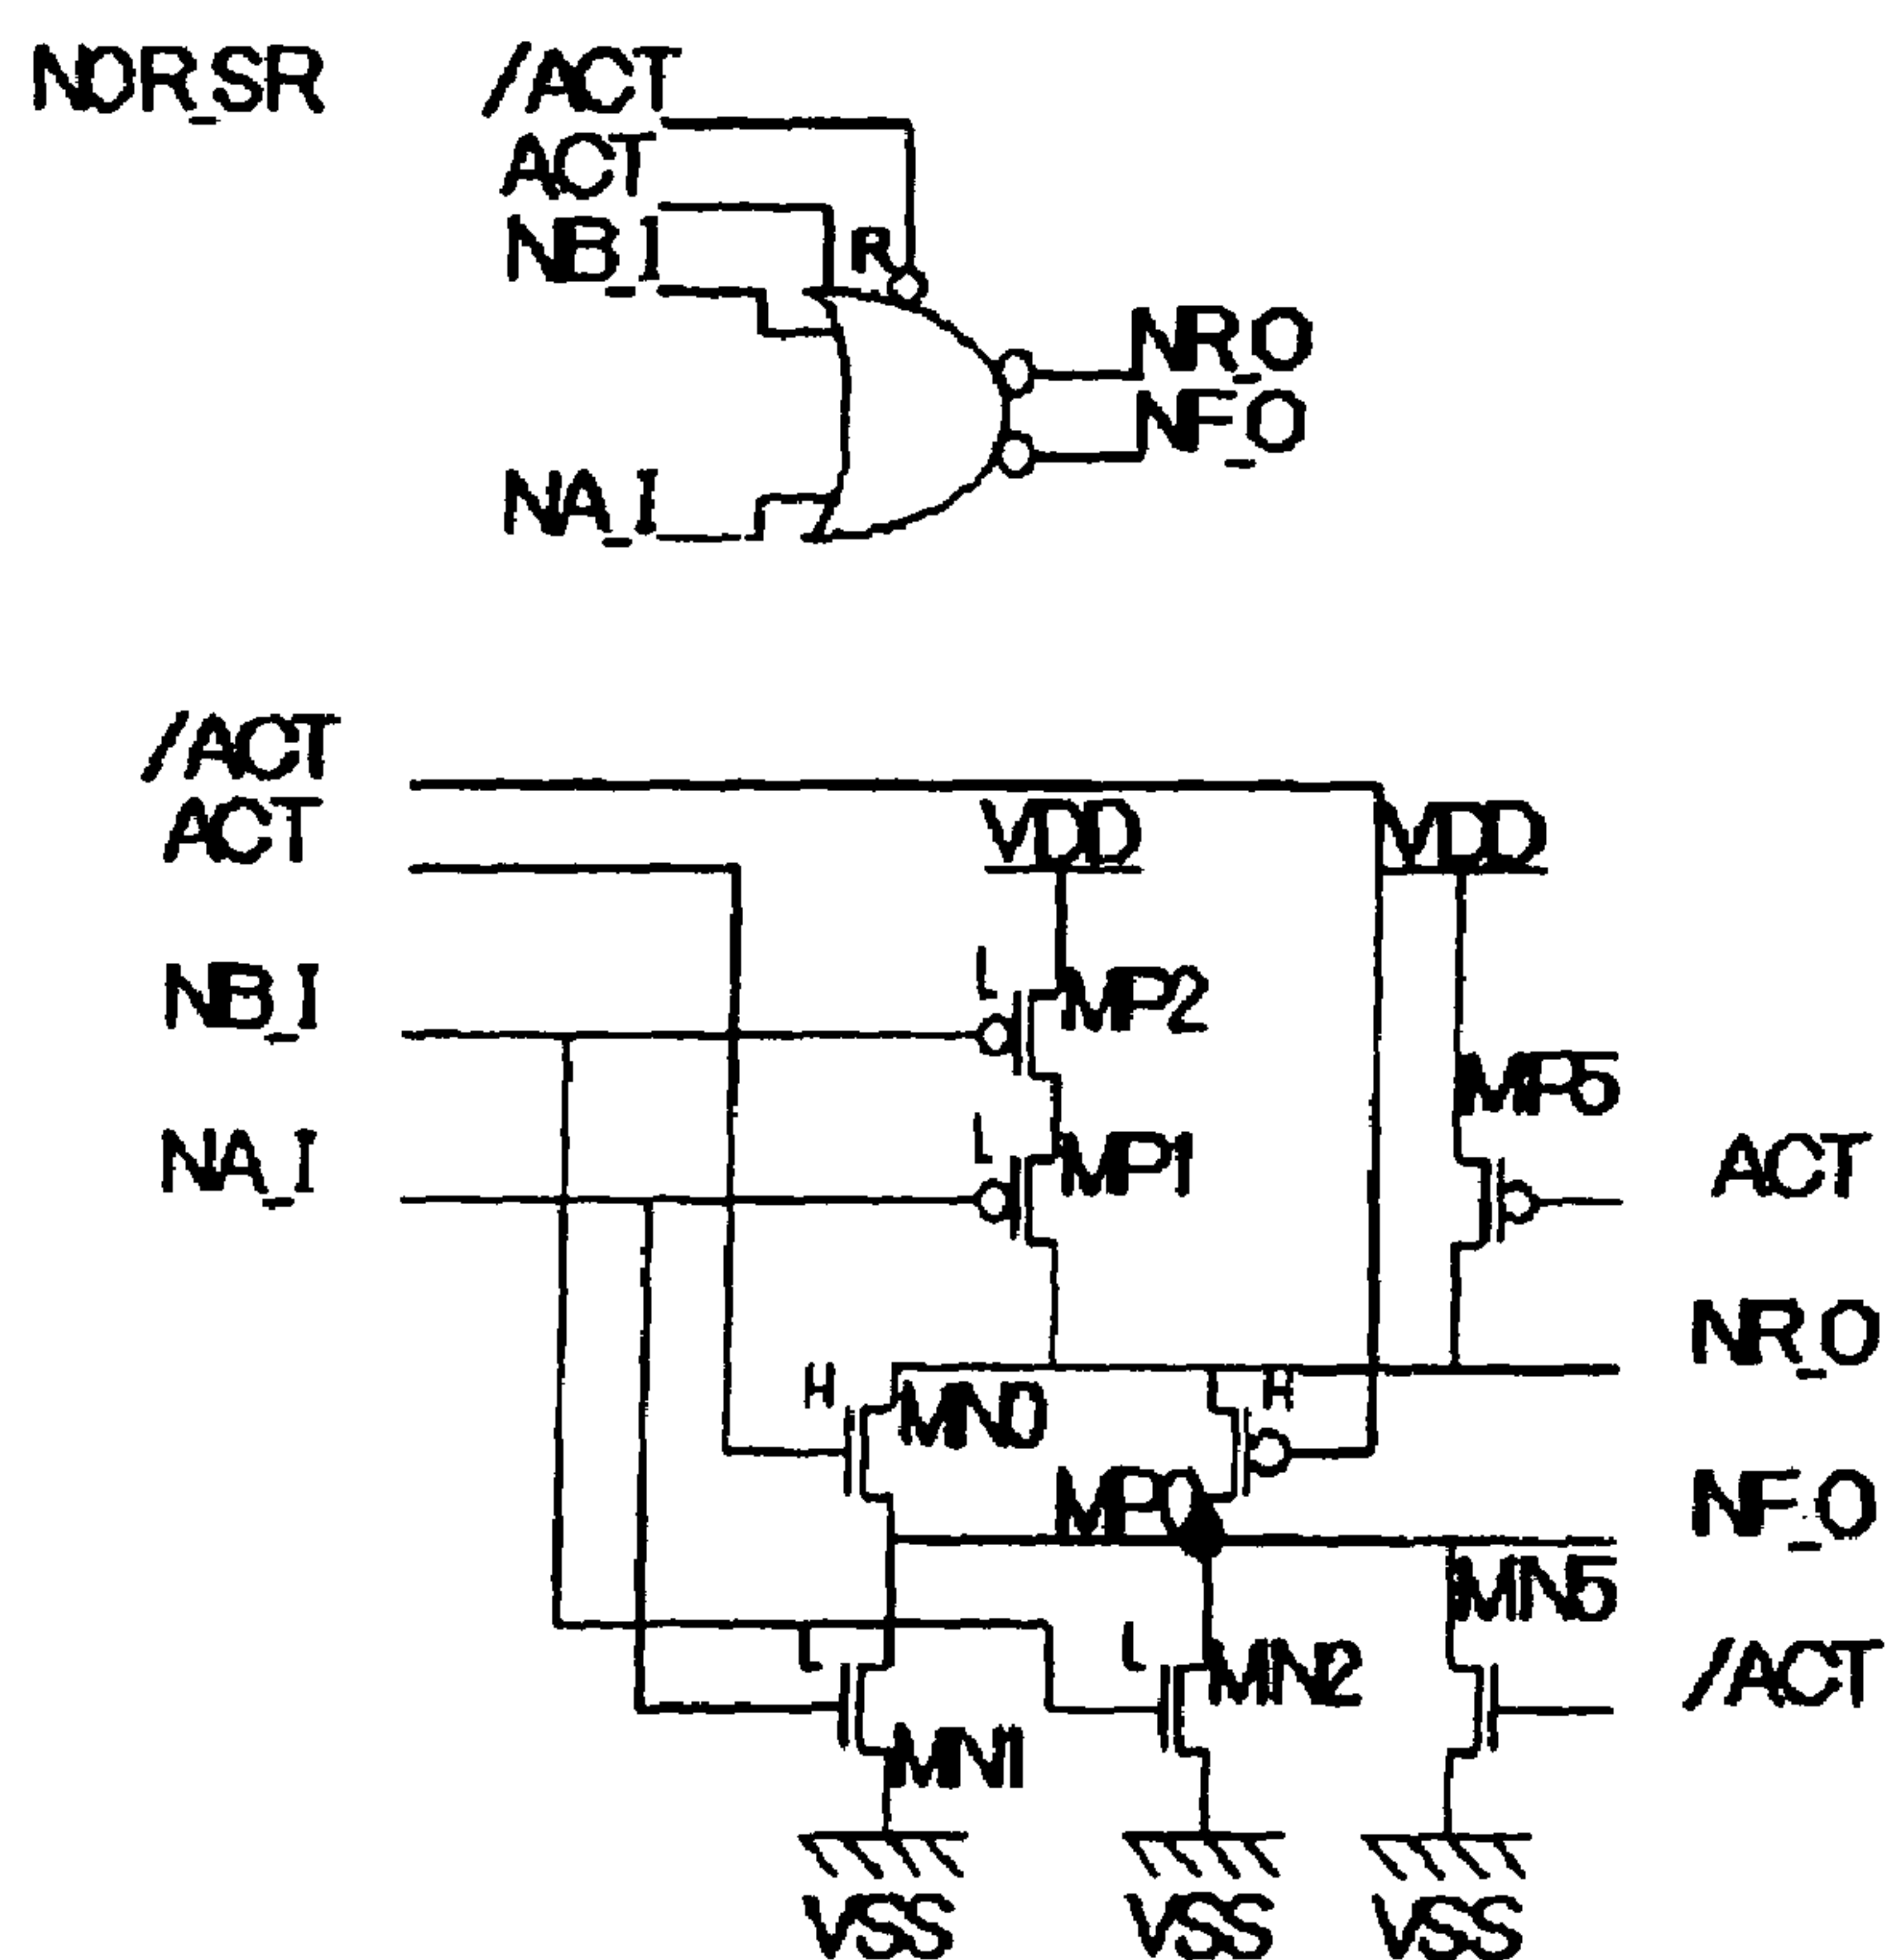 NOR_SR
/ACT
ACT
NB_I
R
NR_O
NF_O
NA_I
/ACT
ACT
VDD
VDD
NB_I
L
MP2
MP5
NA_I
L
MP1
ACT
NR_O
H
MN0
H
MP0
NF_O
MN5
L
L
MN2
/ACT
MN1
VSS
VSS
VSS